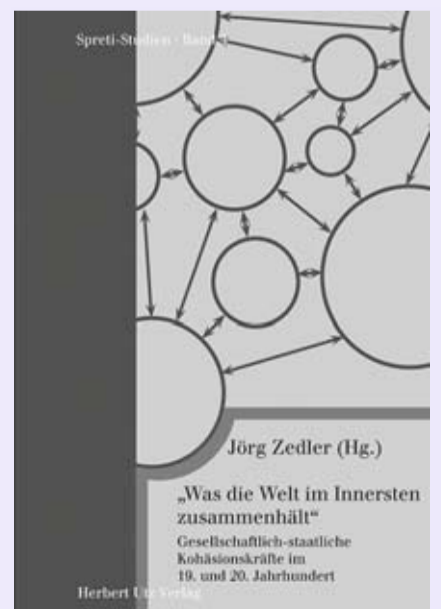 Spreti-Studien · Band
Jörg Zedler (Hg.)
„Was die Welt im Innersten
zusammenhält“
Gesellschaftlich-staatliche
Kohäsionskräfte im
19. und 20. Jahrhundert
Herbert Utz Verlag